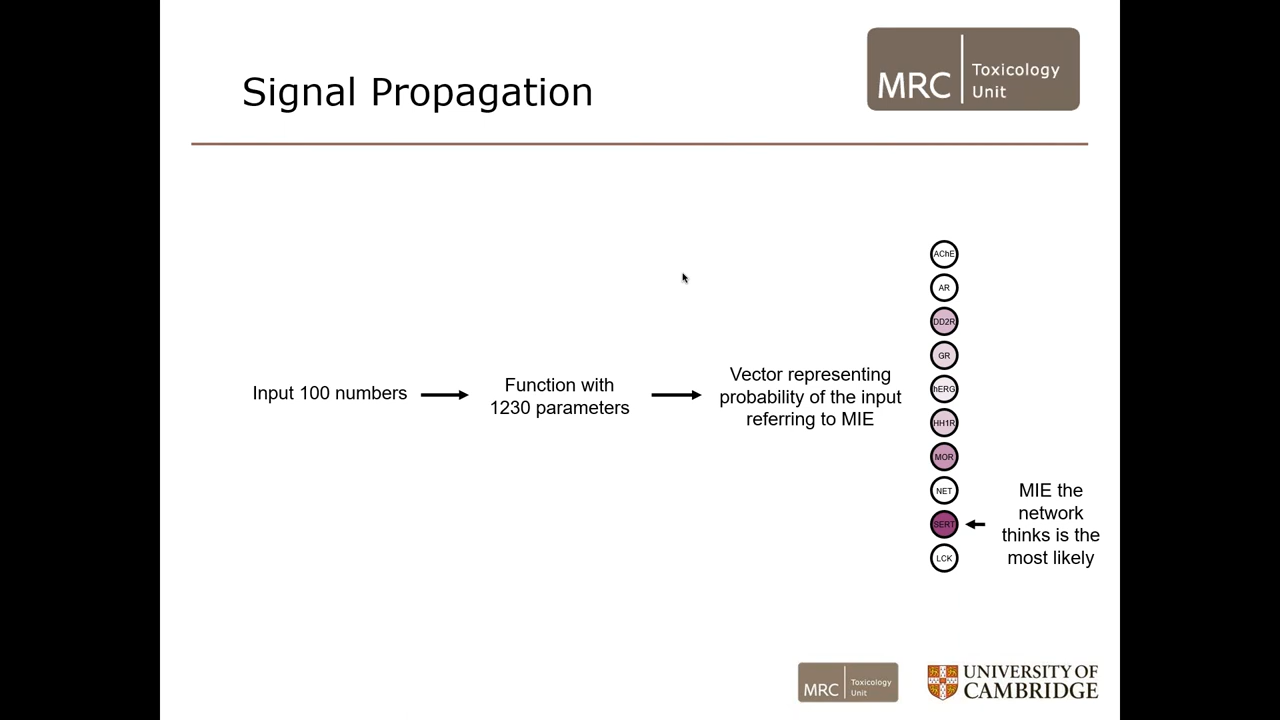 Signal Propagation
MRC
Toxicology
Unit
Input 100 numbers
Function with
1230 parameters
Vector representing
probability of the input
referring to MIE
AChE
AR
DD2R
GR
hERG
HH1R
MOR
NET
SERT
LCK
MIE the
network
thinks is the
most likely
MRC
Toxicology
Unit
UNIVERSITY OF
CAMBRIDGE